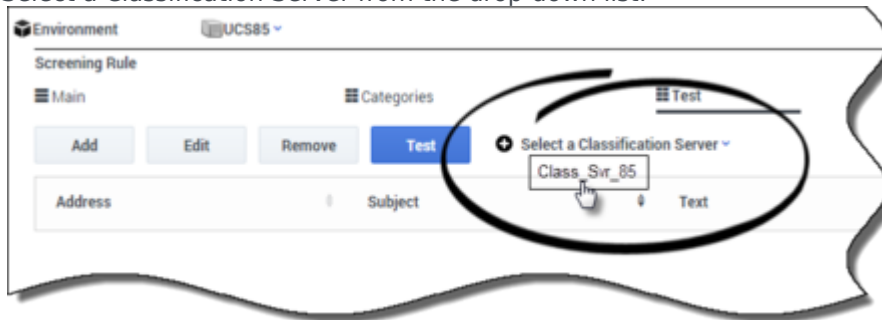 Select a Classification Server from the drop-down list.
Environment UCS85
Screening Rule
Main Categories Test
Add Edit Remove Test Select a Classification Server
Class_Svr_85
Address Subject Text